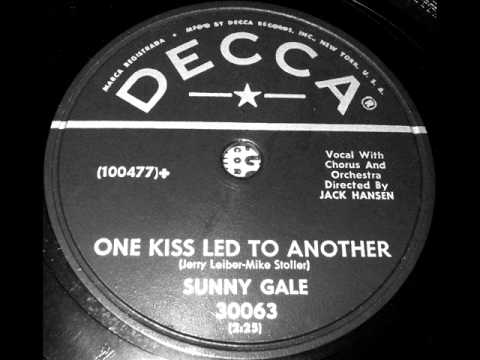 MARCA REGISTRADA • MF'D BY DECCA RECORDS, INC., NEW YORK, U. S. A.
DECCA®
★
(100477)+
Vocal With
Chorus And
Orchestra
Directed By
JACK HANSEN
ONE KISS LED TO ANOTHER
(Jerry Leiber-Mike Stoller)
SUNNY GALE
30063
(2:25)